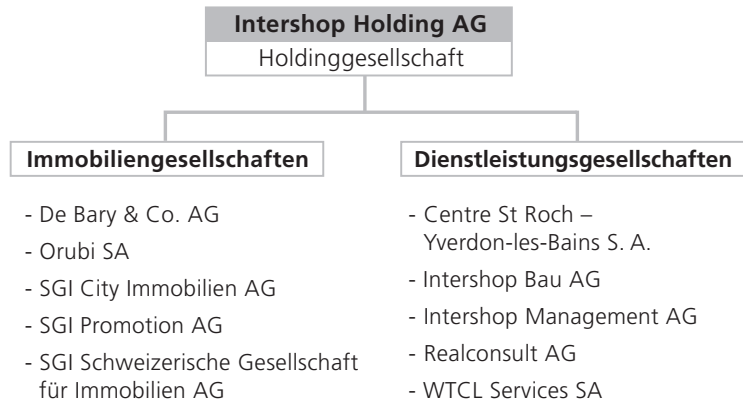 Intershop Holding AG
Holdinggesellschaft
Immobiliengesellschaften
- De Bary & Co. AG
- Orubi SA
- SGI City Immobilien AG
- SGI Promotion AG
- SGI Schweizerische Gesellschaft
für Immobilien AG
Dienstleistungsgesellschaften
- Centre St Roch –
Yverdon-les-Bains S. A.
- Intershop Bau AG
- Intershop Management AG
- Realconsult AG
- WTCL Services SA